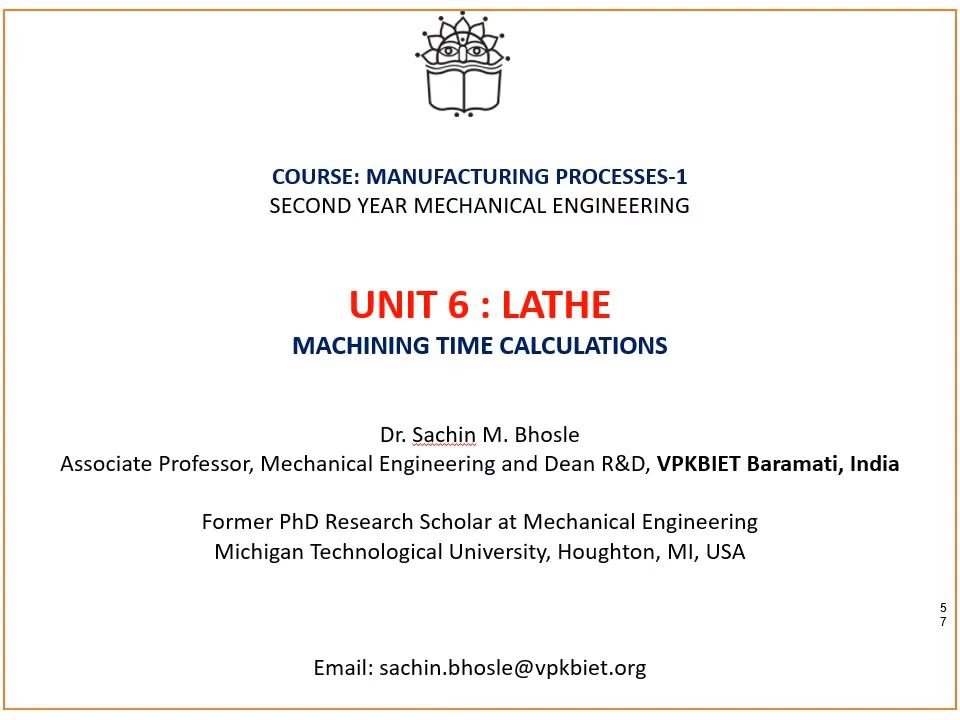 COURSE: MANUFACTURING PROCESSES-1
SECOND YEAR MECHANICAL ENGINEERING
UNIT 6 : LATHE
MACHINING TIME CALCULATIONS
Dr. Sachin M. Bhosle
Associate Professor, Mechanical Engineering and Dean R&D, VPKBIET Baramati, India
Former PhD Research Scholar at Mechanical Engineering
Michigan Technological University, Houghton, MI, USA
5
7
Email: sachin.bhosle@vpkbiet.org